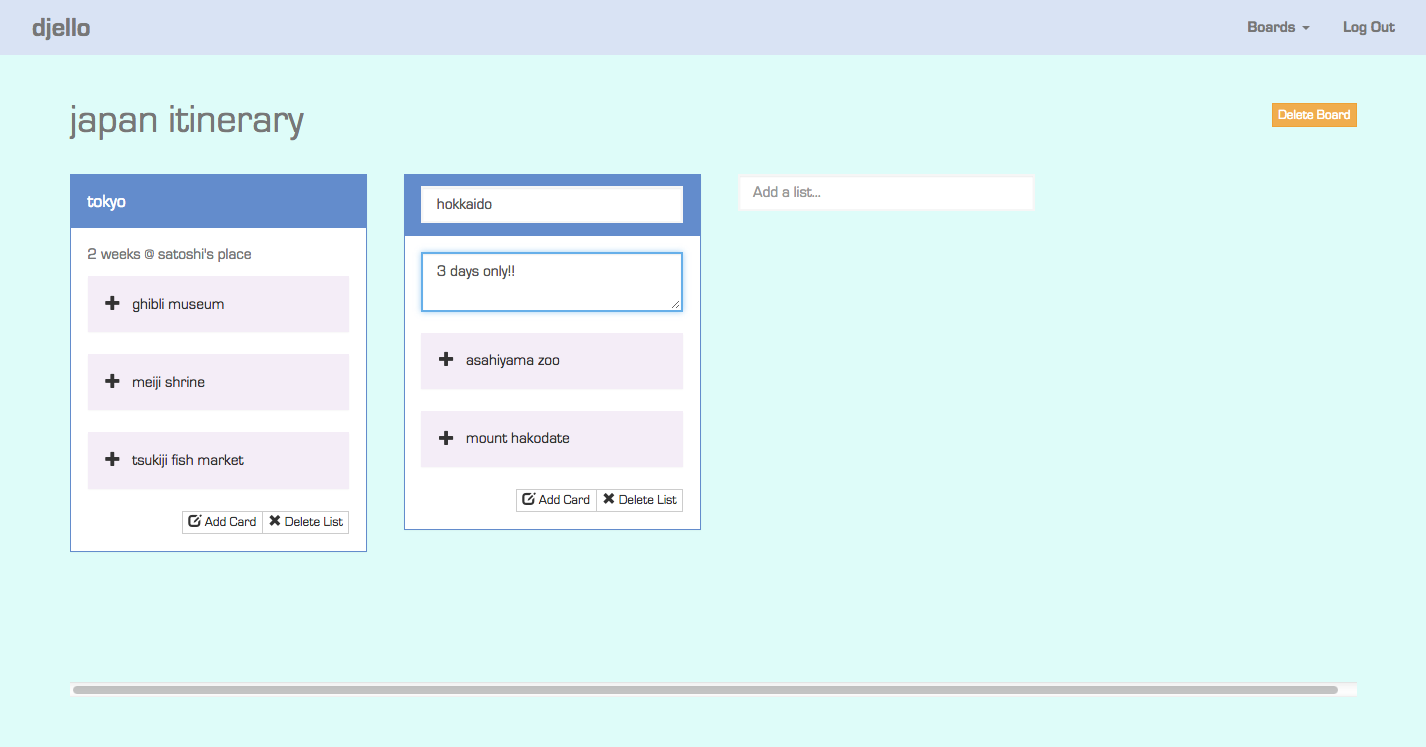 djello
Boards
Log Out
japan itinerary
Delete Board
tokyo
2 weeks @ satoshi's place
ghibli museum
meiji shrine
tsukiji fish market
Add Card
Delete List
hokkaido
3 days only!!
asahiyama zoo
mount hakodate
Add Card
Delete List
Add a list...